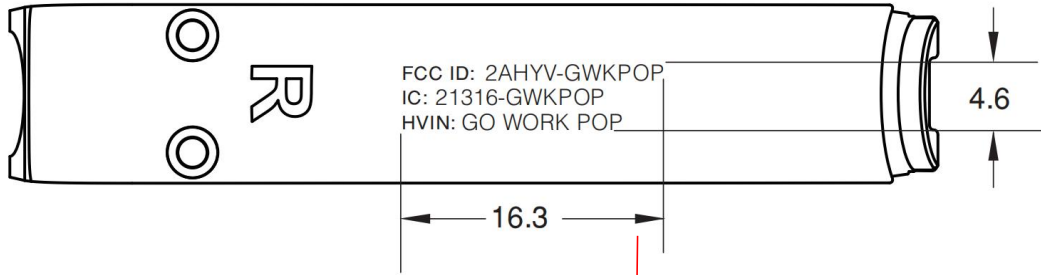 R
FCC ID: 2AHYV-GWKPOP
IC: 21316-GWKPOP
HVIN: GO WORK POP
4.6
16.3